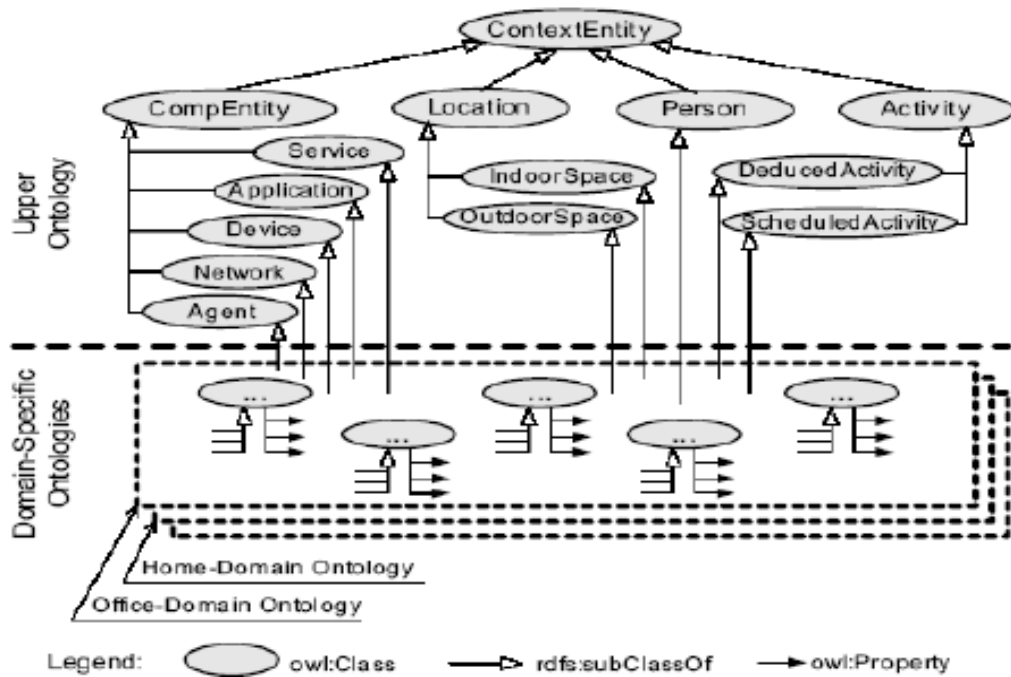 ContextEntity
CompEntity
Location
Person
Activity
Service
Application
Device
Network
Agent
IndoorSpace
OutdoorSpace
DeducedActivity
ScheduledActivity
Upper
Ontology
...
...
...
...
...
Domain-Specific
Ontologies
Home-Domain Ontology
Office-Domain Ontology
Legend: owl:Class rdfs:subClassOf owl:Property